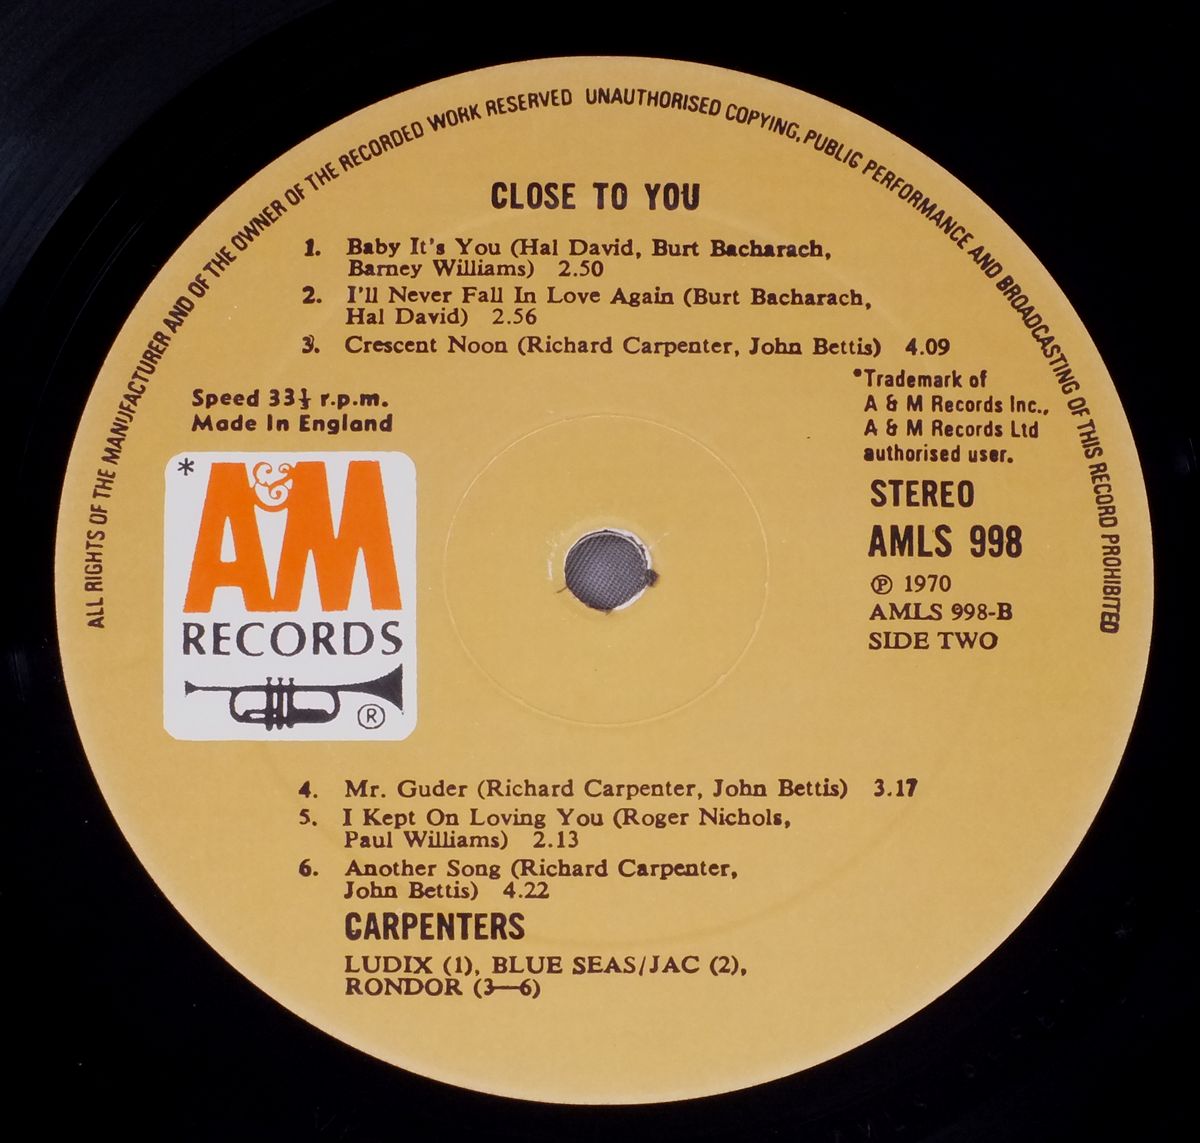 ALL RIGHTS OF THE MANUFACTURER AND OF THE OWNER OF THE RECORDED WORK RESERVED UNAUTHORISED COPYING, PUBLIC PERFORMANCE AND BROADCASTING OF THIS RECORD PROHIBITED
CLOSE TO YOU
1. Baby It's You (Hal David, Burt Bacharach,
Barney Williams) 2.50
2. I'll Never Fall In Love Again (Burt Bacharach,
Hal David) 2.56
3. Crescent Noon (Richard Carpenter, John Bettis) 4.09
Speed 33⅓ r.p.m.
Made In England
*A&M
RECORDS
®
*Trademark of
A & M Records Inc.,
A & M Records Ltd
authorised user.
STEREO
AMLS 998
℗ 1970
AMLS 998-B
SIDE TWO
4. Mr. Guder (Richard Carpenter, John Bettis) 3.17
5. I Kept On Loving You (Roger Nichols,
Paul Williams) 2.13
6. Another Song (Richard Carpenter,
John Bettis) 4.22
CARPENTERS
LUDIX (1), BLUE SEAS/JAC (2),
RONDOR (3—6)